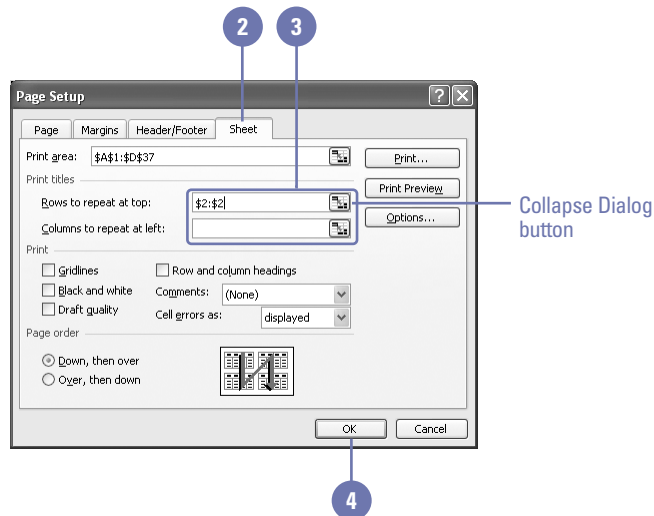 2 3
Page Setup
Page Margins Header/Footer Sheet
Print area: $A$1:$D$37 Print...
Print titles Print Preview
Rows to repeat at top: $2:$2 Collapse Dialog
button
Options...
Columns to repeat at left:
Print
Gridlines Row and column headings
Black and white Comments: (None)
Draft quality Cell errors as: displayed
Page order
Down, then over
Over, then down
OK Cancel
4